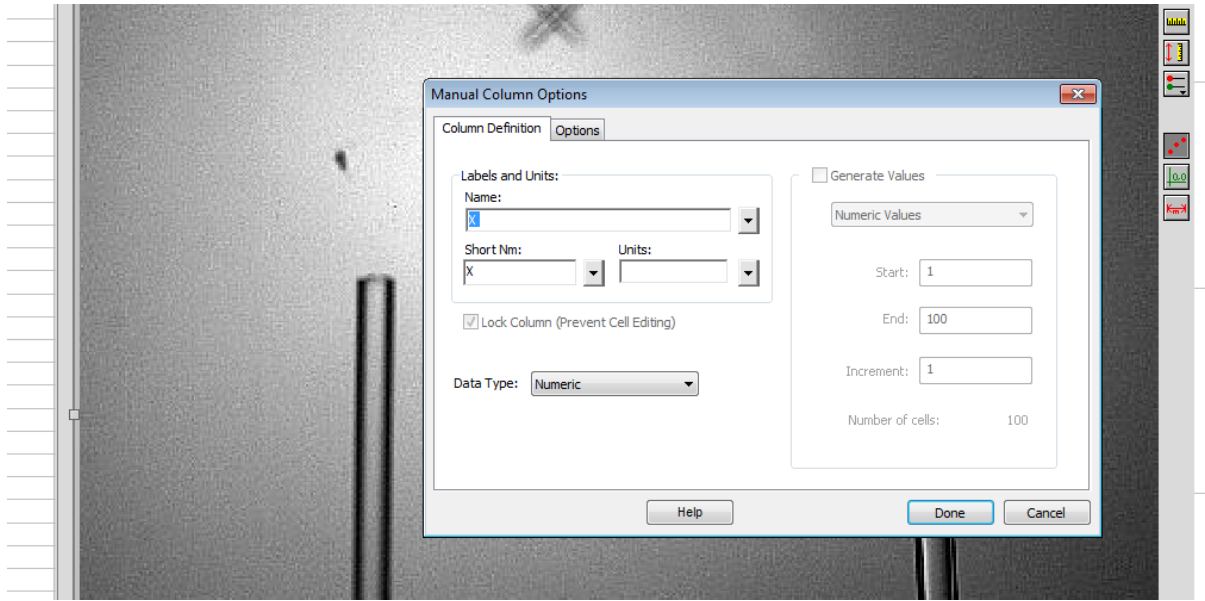 Manual Column Options
Column Definition Options
Labels and Units:
Name:
X
Short Nm: Units:
X
Lock Column (Prevent Cell Editing)
Data Type: Numeric
Generate Values
Numeric Values
Start: 1
End: 100
Increment: 1
Number of cells: 100
Help Done Cancel
0.0
m